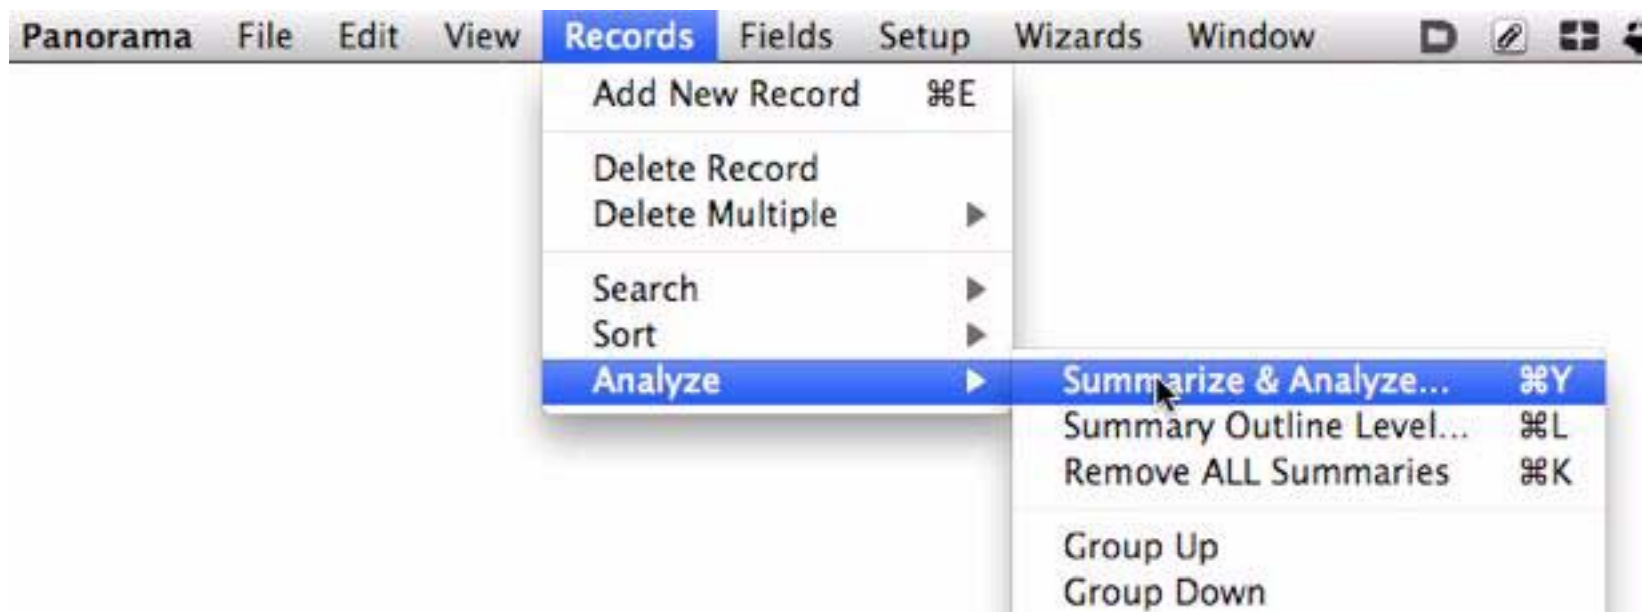 Panorama File Edit View Records Fields Setup Wizards Window
Add New Record ⌘E
Delete Record
Delete Multiple
Search
Sort
Analyze
Summarize & Analyze... ⌘Y
Summary Outline Level... ⌘L
Remove ALL Summaries ⌘K
Group Up
Group Down